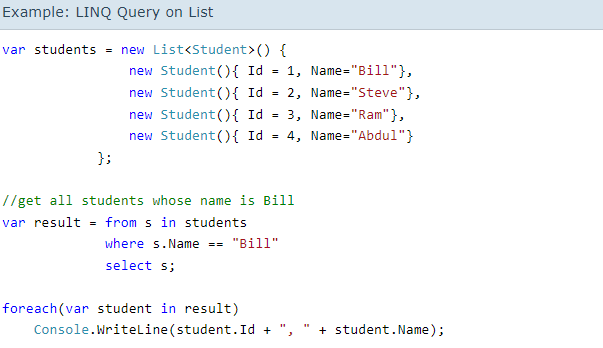 Example: LINQ Query on List
var students = new List<Student>() {
                new Student(){ Id = 1, Name="Bill"},
                new Student(){ Id = 2, Name="Steve"},
                new Student(){ Id = 3, Name="Ram"},
                new Student(){ Id = 4, Name="Abdul"}
            };
//get all students whose name is Bill
var result = from s in students
             where s.Name == "Bill"
             select s;
foreach(var student in result)
    Console.WriteLine(student.Id + ", " + student.Name);